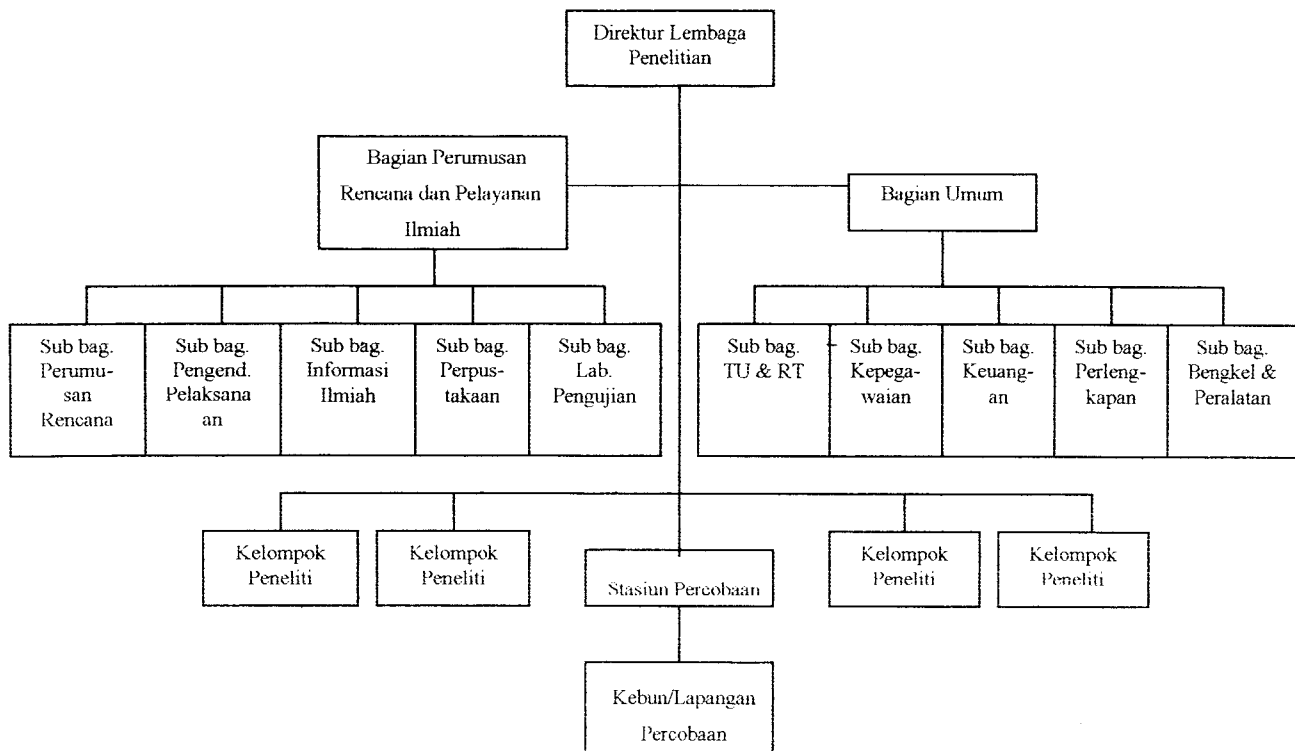 Direktur Lembaga
Penelitian
Bagian Perumusan
Rencana dan Pelayanan
Ilmiah
Bagian Umum
Sub bag.
Perumu-
san
Rencana
Sub bag.
Pengend.
Pelaksana
an
Sub bag.
Informasi
Ilmiah
Sub bag.
Perpus-
takaan
Sub bag.
Lab.
Pengujian
Sub bag.
TU & RT
Sub bag.
Kepega-
waian
Sub bag.
Keuang-
an
Sub bag.
Perleng-
kapan
Sub bag.
Bengkel &
Peralatan
Kelompok
Peneliti
Kelompok
Peneliti
Stasiun Percobaan
Kelompok
Peneliti
Kelompok
Peneliti
Kebun/Lapangan
Percobaan